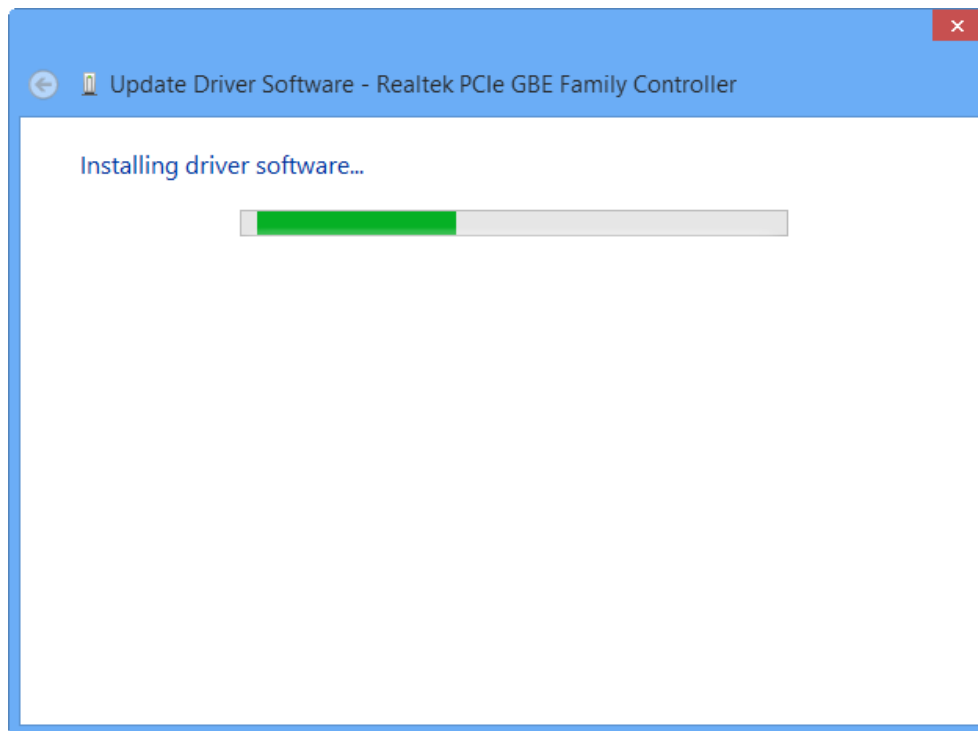 Update Driver Software - Realtek PCIe GBE Family Controller
Installing driver software...